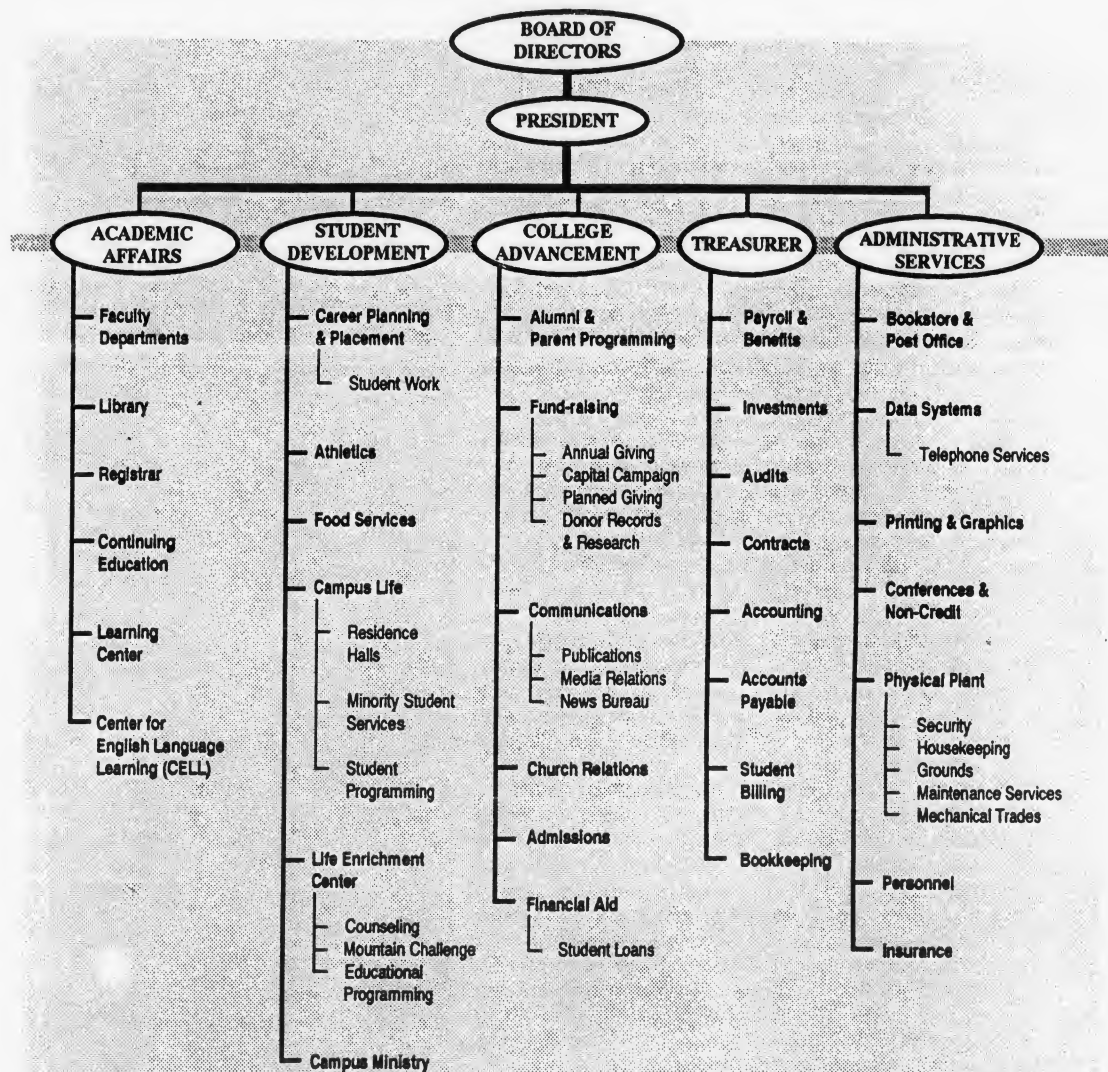 BOARD OF
DIRECTORS
PRESIDENT
ACADEMIC
AFFAIRS
Faculty
Departments
Library
Registrar
Continuing
Education
Learning
Center
Center for
English Language
Learning (CELL)
STUDENT
DEVELOPMENT
Career Planning
& Placement
Student Work
Athletics
Food Services
Campus Life
Residence
Halls
Minority Student
Services
Student
Programming
Life Enrichment
Center
Counseling
Mountain Challenge
Educational
Programming
Campus Ministry
COLLEGE
ADVANCEMENT
Alumni &
Parent Programming
Fund-raising
Annual Giving
Capital Campaign
Planned Giving
Donor Records
& Research
Communications
Publications
Media Relations
News Bureau
Church Relations
Admissions
Financial Aid
Student Loans
TREASURER
Payroll &
Benefits
Investments
Audits
Contracts
Accounting
Accounts
Payable
Student
Billing
Bookkeeping
ADMINISTRATIVE
SERVICES
Bookstore &
Post Office
Data Systems
Telephone Services
Printing & Graphics
Conferences &
Non-Credit
Physical Plant
Security
Housekeeping
Grounds
Maintenance Services
Mechanical Trades
Personnel
Insurance